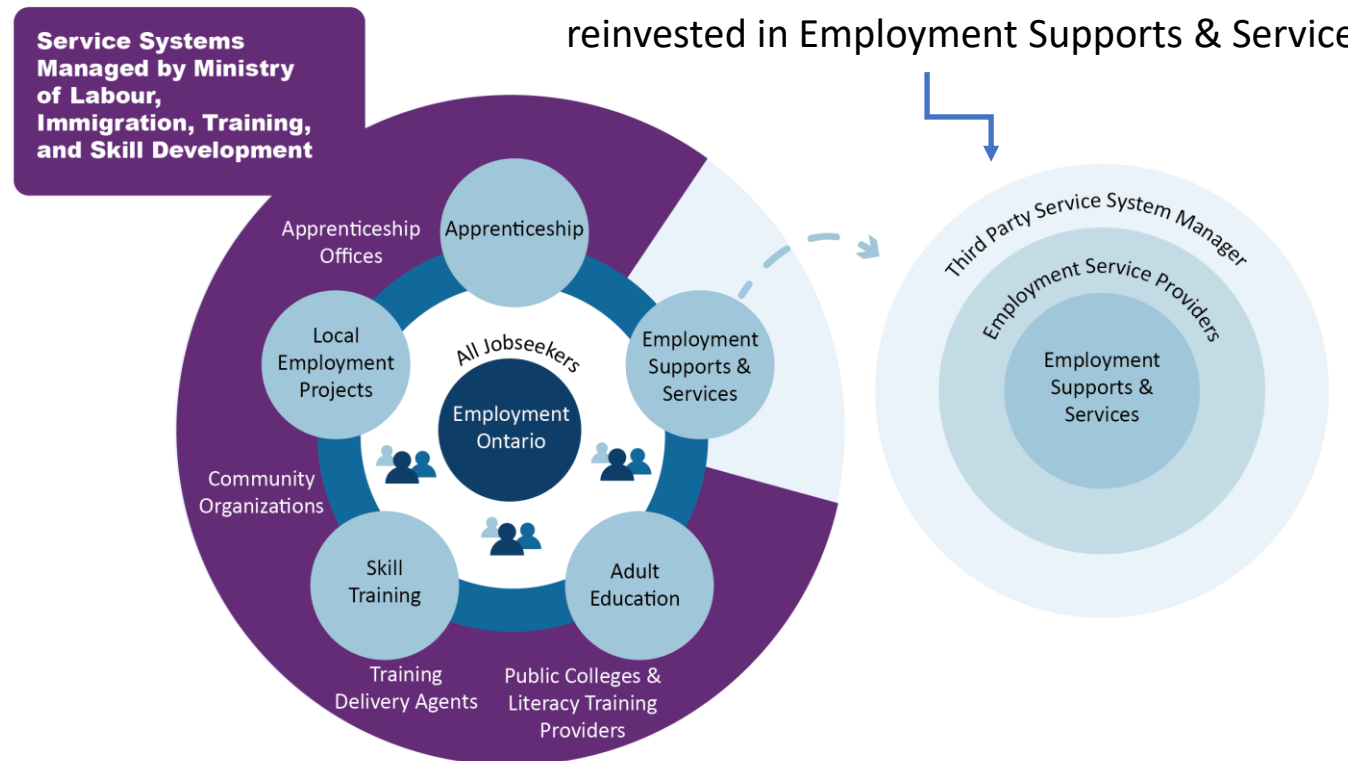 Service Systems
Managed by Ministry
of Labour,
Immigration, Training,
and Skill Development
reinvested in Employment Supports & Service
Apprenticeship
Offices
Apprenticeship
Local
Employment
Projects
All Jobseekers
Employment
Ontario
Employment
Supports &
Services
Community
Organizations
Skill
Training
Adult
Education
Training
Delivery Agents
Public Colleges &
Literacy Training
Providers
Third Party Service System Manager
Employment Service Providers
Employment
Supports &
Services